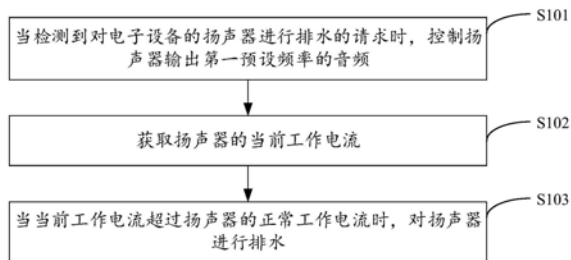 S101
当检测到对电子设备的扬声器进行排水的请求时，控制扬
声器输出第一预设频率的音频
S102
获取扬声器的当前工作电流
S103
当当前工作电流超过扬声器的正常工作电流时，对扬声器
进行排水